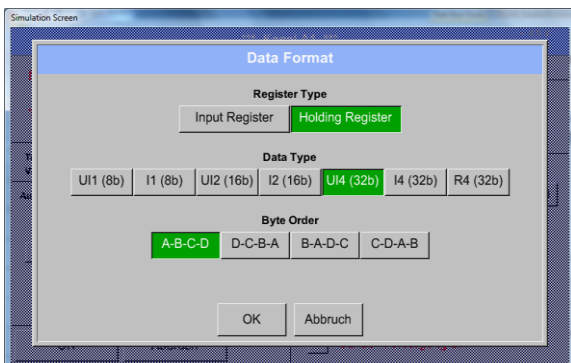 Simulation Screen
Data Format
Register Type
Input Register Holding Register
Data Type
UI1 (8b) I1 (8b) UI2 (16b) I2 (16b) UI4 (32b) I4 (32b) R4 (32b)
Byte Order
A-B-C-D D-C-B-A B-A-D-C C-D-A-B
OK Abbruch